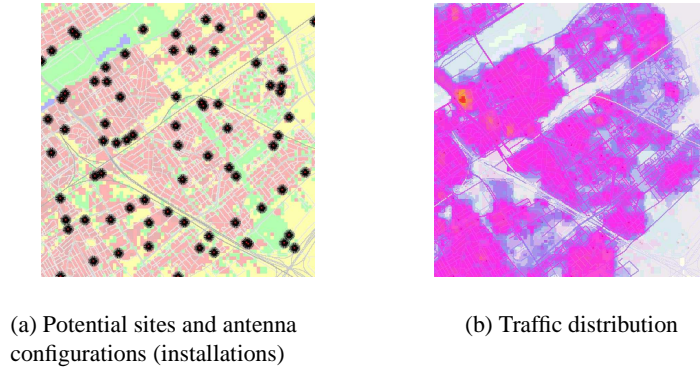 (a) Potential sites and antenna
configurations (installations)
(b) Traffic distribution